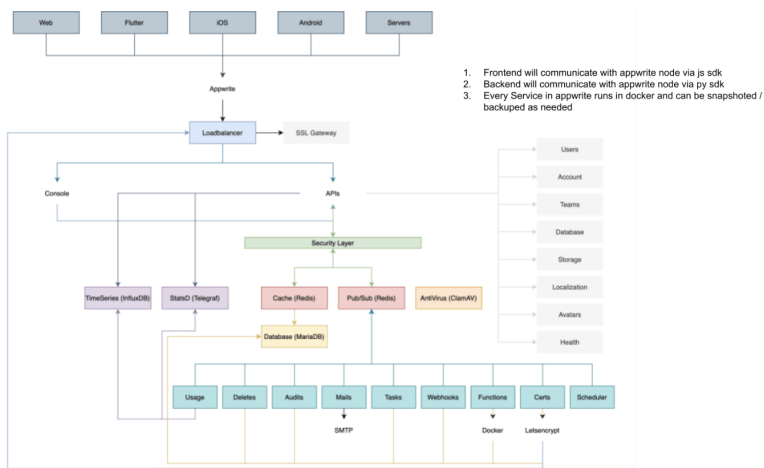 Web
Flutter
iOS
Android
Servers
1. Frontend will communicate with appwrite node via js sdk
2. Backend will communicate with appwrite node via py sdk
3. Every Service in appwrite runs in docker and can be snapshoted /
backuped as needed
Appwrite
Loadbalancer
SSL Gateway
Console
APIs
Users
Account
Teams
Database
Storage
Localization
Avatars
Health
Security Layer
TimeSeries (InfluxDB)
StatsD (Telegraf)
Cache (Redis)
Pub/Sub (Redis)
AntiVirus (ClamAV)
Database (MariaDB)
Usage
Deletes
Audits
Mails
Tasks
Webhooks
Functions
Certs
Scheduler
SMTP
Docker
Letsencrypt